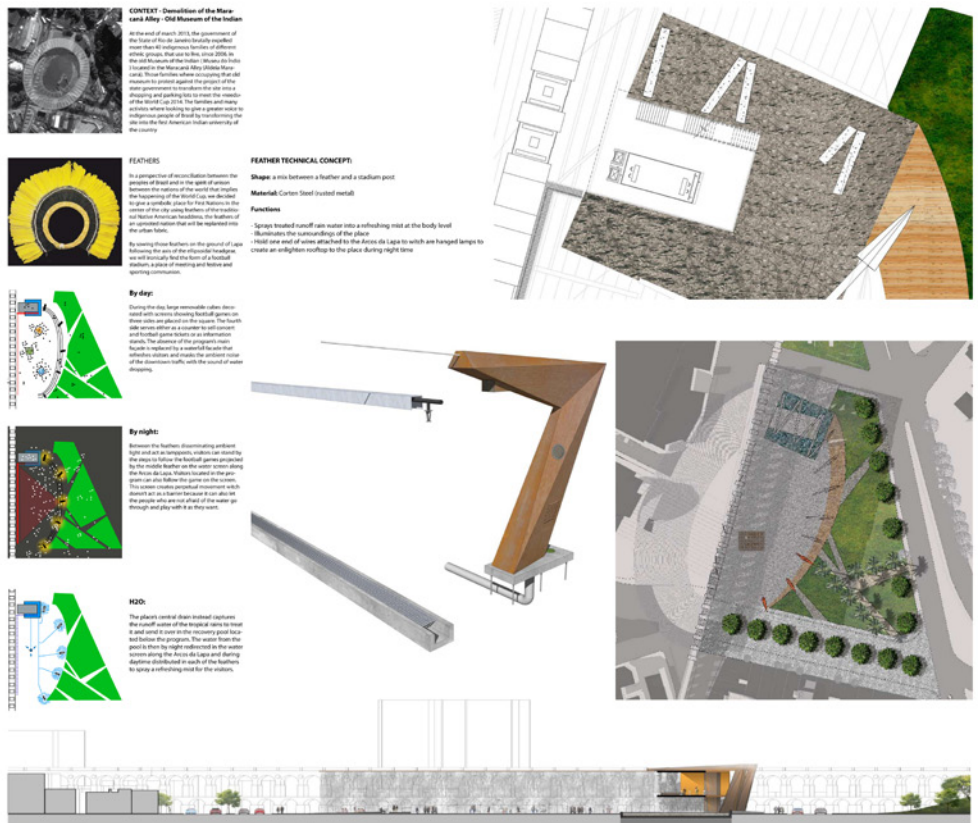 CONTEXT - Demolition of the Mara-
canã Alley - Old Museum of the Indian
At the end of march 2013, the government of
the State of Rio de Janeiro brutally expelled
more than 40 indigenous families of different
ethnic groups, that use to live, since 2006, in
the old Museum of the Indian ( Museu do Índio
) located in the Maracanã Alley (Aldeia Mara-
canã). Those families where occupying that old
museum to protest against the project of the
state government to transform the site into a
shopping and parking lots to meet the «needs»
of the World Cup 2014. The families and many
activists where looking to give a greater voice to
indigenous people of Brazil by transforming the
site into the first American Indian university of
the country
FEATHERS
In a perspective of reconciliation between the
peoples of Brazil and in the spirit of union
between the nations of the world that implies
the happening of the World Cup, we decided
to give a symbolic place for First Nations in the
center of the city using feathers of the traditio-
nal Native American headdress, the feathers of
an uprooted nation that will be replanted into
the urban fabric.
By sowing those feathers on the ground of Lapa
following the axis of the ellipsoidal headgear,
we will ironically find the form of a football
stadium, a place of meeting and festive and
sporting communion.
FEATHER TECHNICAL CONCEPT:
Shape: a mix between a feather and a stadium post
Material: Corten Steel (rusted metal)
Functions
- Sprays treated runoff rain water into a refreshing mist at the body level
- Illuminates the surroundings of the place
- Hold one end of wires attached to the Arcos da Lapa to witch are hanged lamps to
create an enlighten rooftop to the place during night time
By day:
During the day, large removable cubes deco-
rated with screens showing football games on
three sides are placed on the square. The fourth
side serves either as a counter to sell concert
and football game tickets or as information
stands. The absence of the program's main
façade is replaced by a waterfall facade that
refreshes visitors and masks the ambient noise
of the downtown traffic with the sound of water
dropping.
By night:
Between the feathers disseminating ambient
light and act as lampposts, visitors can stand by
the steps to follow the football games projected
by the middle feather on the water screen along
the Arcos da Lapa. Visitors located in the pro-
gram can also follow the game on the screen.
This screen creates perpetual movement witch
doesn't act as a barrier because it can also let
the people who are not afraid of the water go
through and play with it as they want.
H2O:
The place's central drain instead captures
the runoff water of the tropical rains to treat
it and send it over in the recovery pool loca-
ted below the program. The water from the
pool is then by night redirected in the water
screen along the Arcos da Lapa and during
daytime distributed in each of the feathers
to spray a refreshing mist for the visitors.